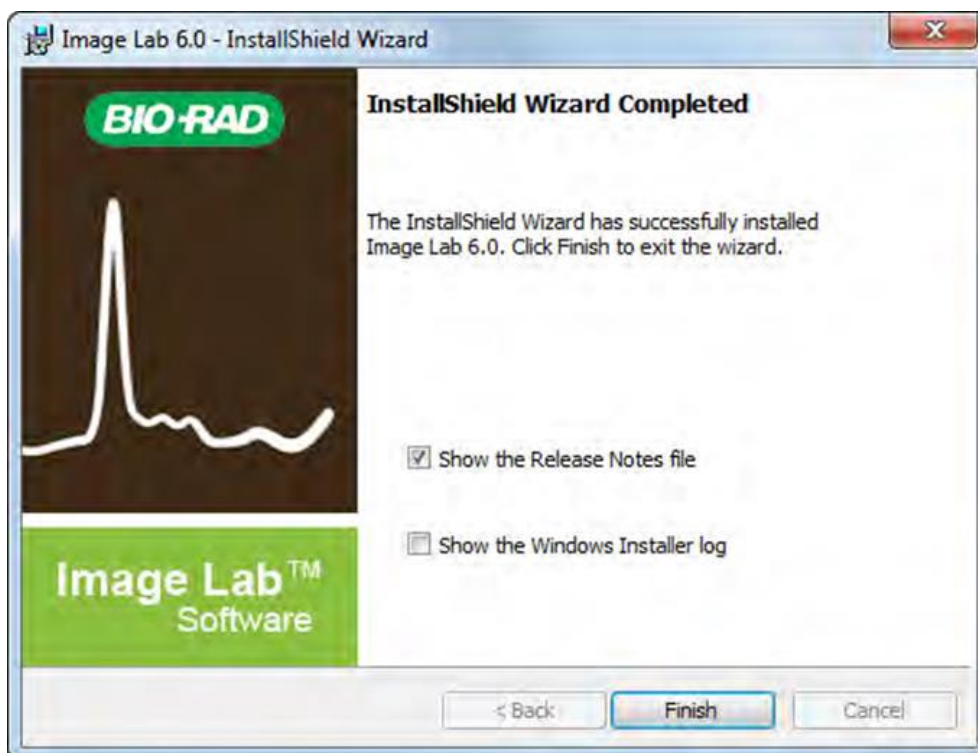 Image Lab 6.0 - InstallShield Wizard
BIO-RAD
Image Lab™
Software
InstallShield Wizard Completed
The InstallShield Wizard has successfully installed
Image Lab 6.0. Click Finish to exit the wizard.
Show the Release Notes file
Show the Windows Installer log
< Back
Finish
Cancel